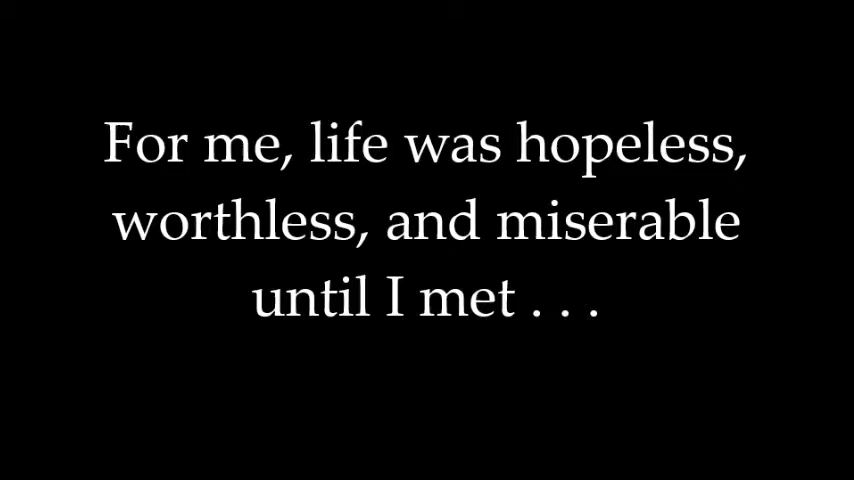 For me, life was hopeless,
worthless, and miserable
until I met . . .